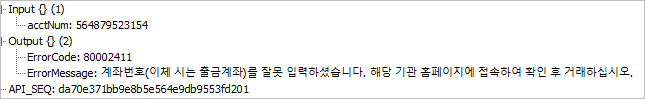 Input {} (1)
acctNum: 564879523154
Output {} (2)
ErrorCode: 80002411
ErrorMessage: 계좌번호(이체 시는 출금계좌)를 잘못 입력하셨습니다. 해당 기관 홈페이지에 접속하여 확인 후 거래하십시오.
API_SEQ: da70e371bb9e8b5e564e9db9553fd201